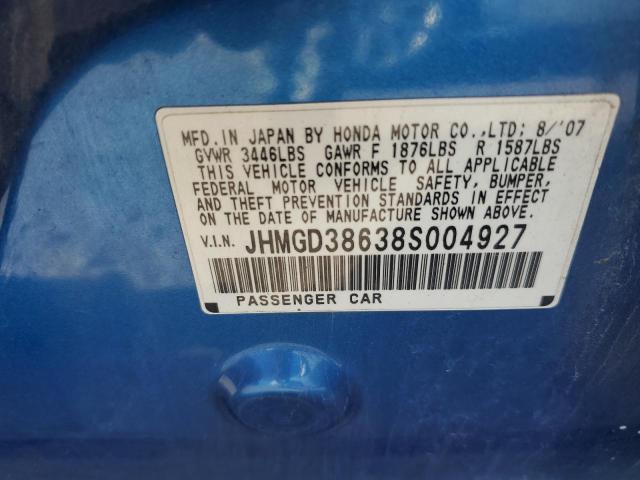 MFD.IN JAPAN BY HONDA MOTOR CO.,LTD; 8/'07
GVWR 3446LBS GAWR F 1876LBS R 1587LBS
THIS VEHICLE CONFORMS TO ALL APPLICABLE
FEDERAL MOTOR VEHICLE SAFETY, BUMPER,
AND THEFT PREVENTION STANDARDS IN EFFECT
ON THE DATE OF MANUFACTURE SHOWN ABOVE.
V.I.N. JHMGD38638S004927
PASSENGER CAR